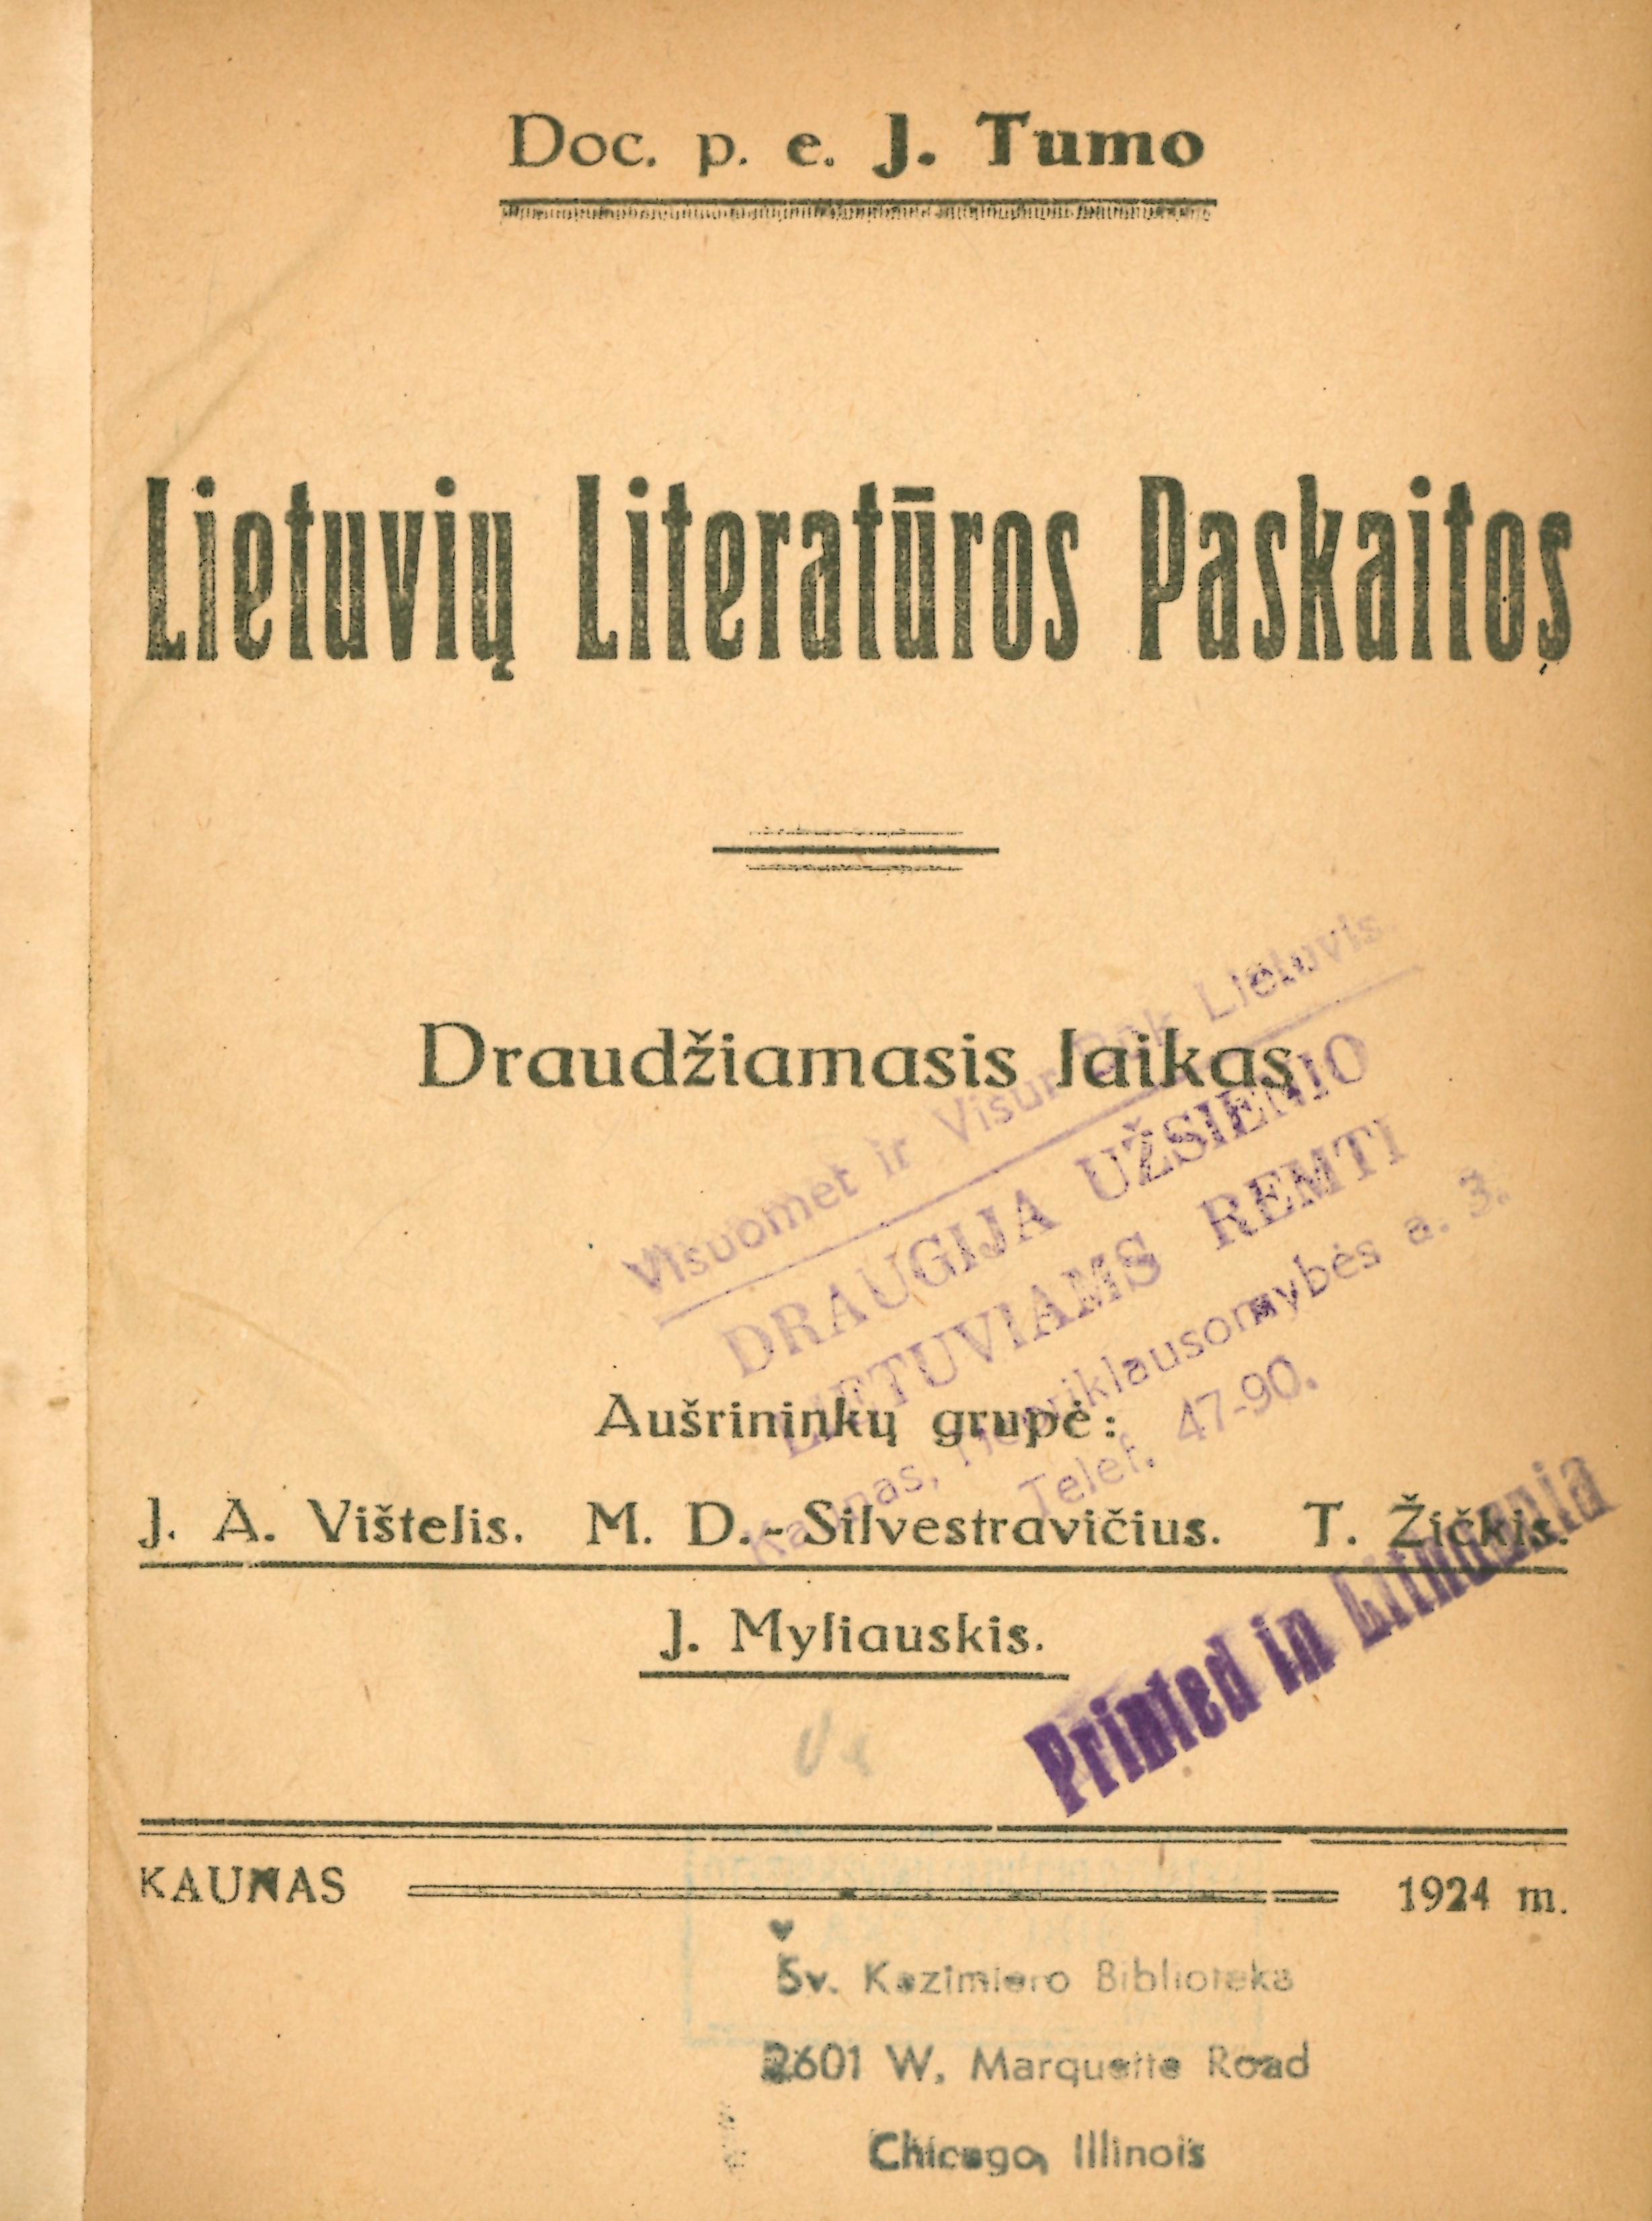 Doc. p. e. J. Tumo
Lietuvių Literatūros Paskaitos
Draudžiamasis laikas
Visuomet ir Visur Lietuvis
DRAUGIJA UŽSIENIO
LIETUVIAMS REMTI
Kaunas, Nepriklausomybės a. 3.
Telef. 47-90.
Aušrininkų grupė:
J. A. Vištelis. M. D.-Silvestravičius. T. Žičkis.
J. Myliauskis.
Printed in Lithuania
KAUNAS 1924 m.
Šv. Kazimiero Biblioteka
2601 W. Marquette Road
Chicago, Illinois